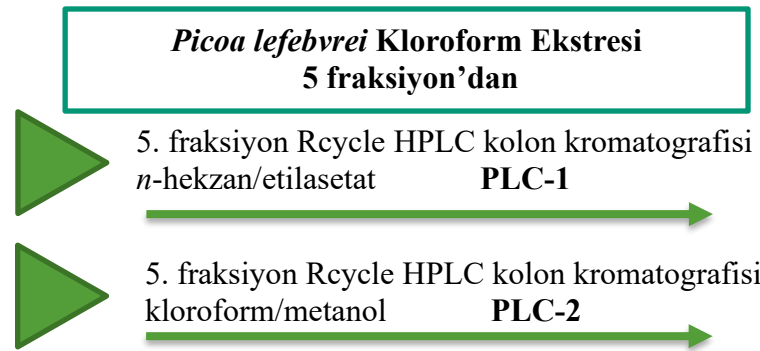 Picoa lefebvrei Kloroform Ekstresi
5 fraksiyon’dan
5. fraksiyon Rcycle HPLC kolon kromatografisi
n-hekzan/etilasetat PLC-1
5. fraksiyon Rcycle HPLC kolon kromatografisi
kloroform/metanol PLC-2